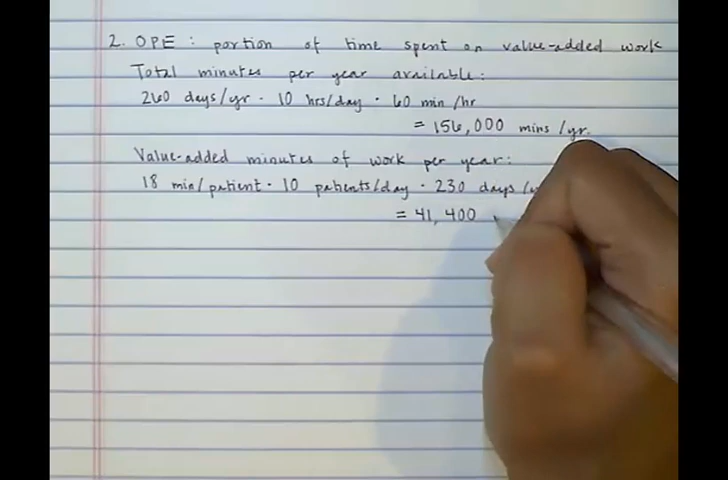 2. OPE : portion of time spent on value-added work
Total minutes per year available:
260 days/yr · 10 hrs/day · 60 min/hr
= 156,000 mins/yr.
Value-added minutes of work per year:
18 min/patient · 10 patients/day · 230 days
= 41,400